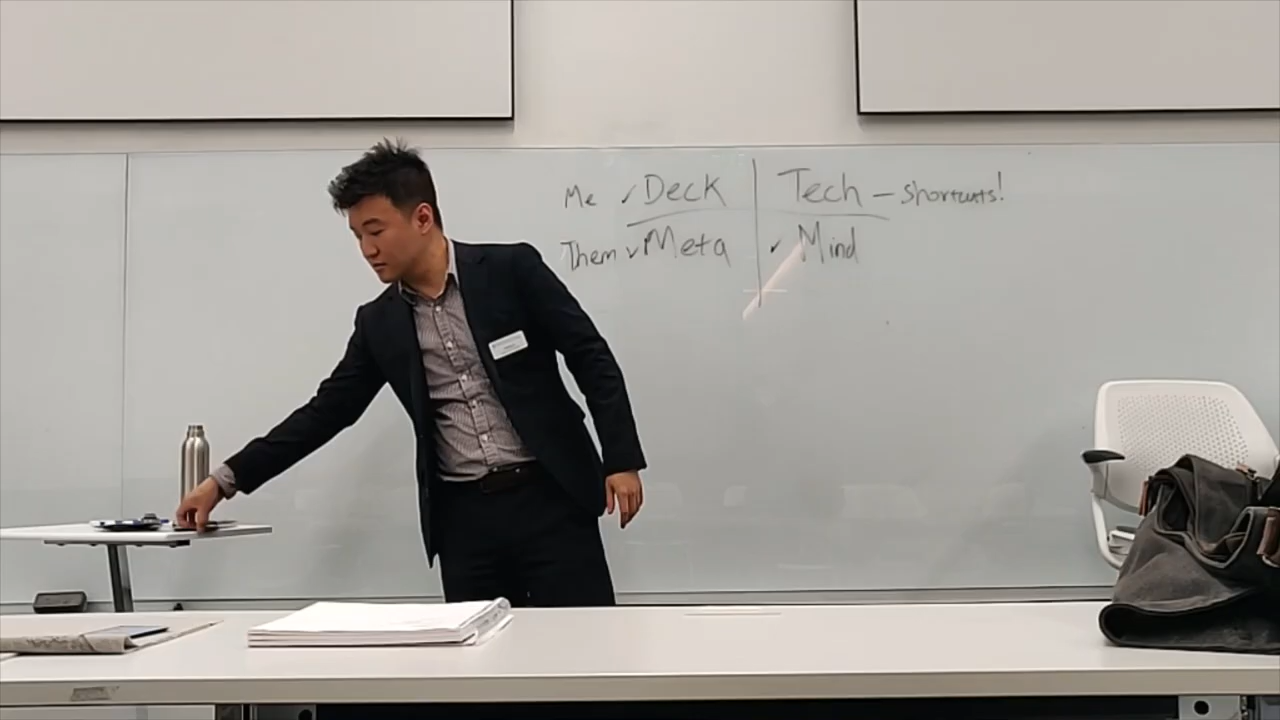 Me ✓ Deck | Tech – Shortcuts!
Them ✓ Meta | ✓ Mind